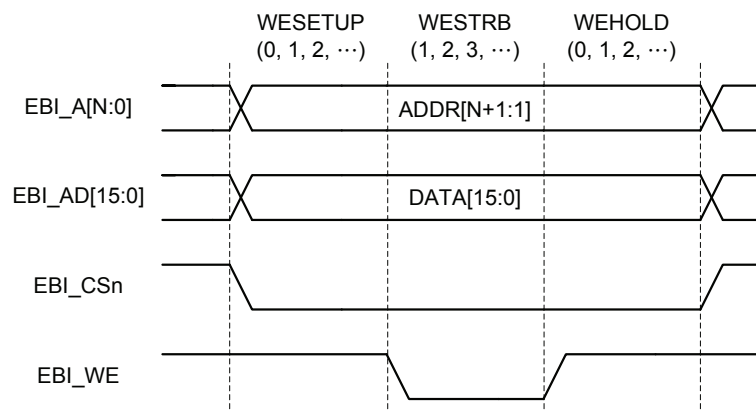 WESETUP WESTRB WEHOLD
(0, 1, 2, ⋯) (1, 2, 3, ⋯) (0, 1, 2, ⋯)
EBI_A[N:0] ADDR[N+1:1]
EBI_AD[15:0] DATA[15:0]
EBI_CSn
EBI_WE